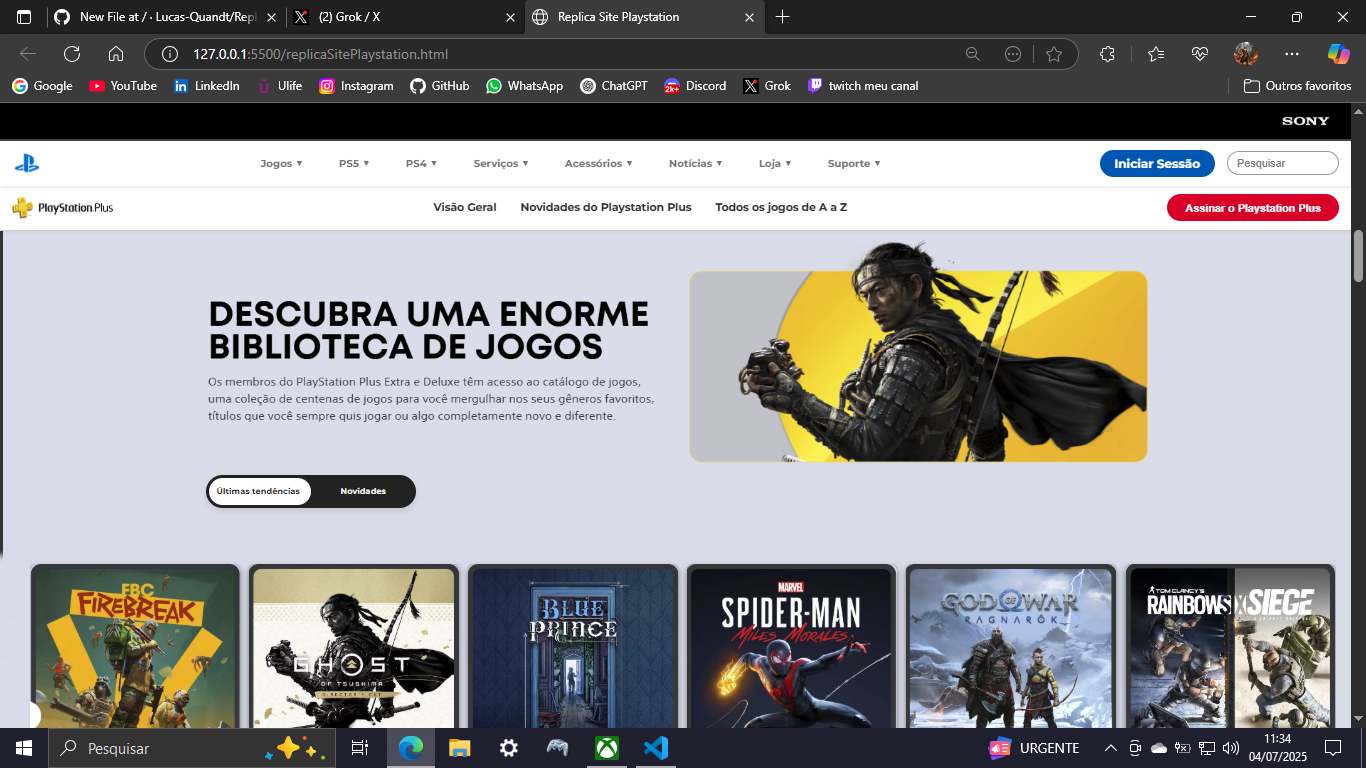 New File at / · Lucas-Quandt/Repl
(2) Grok / X
Replica Site Playstation
127.0.0.1:5500/replicaSitePlaystation.html
Google
YouTube
LinkedIn
Ulife
Instagram
GitHub
WhatsApp
ChatGPT
2k+
Discord
Grok
twitch meu canal
Outros favoritos
SONY
Jogos ▼
PS5 ▼
PS4 ▼
Serviços ▼
Acessórios ▼
Notícias ▼
Loja ▼
Suporte ▼
Iniciar Sessão
Pesquisar
PlayStation.Plus
Visão Geral
Novidades do Playstation Plus
Todos os jogos de A a Z
Assinar o Playstation Plus
DESCUBRA UMA ENORME
BIBLIOTECA DE JOGOS
Os membros do PlayStation Plus Extra e Deluxe têm acesso ao catálogo de jogos,
uma coleção de centenas de jogos para você mergulhar nos seus gêneros favoritos,
títulos que você sempre quis jogar ou algo completamente novo e diferente.
Últimas tendências
Novidades
FBC
FIREBREAK
GHOST
OF TSUSHIMA
DIRECTOR'S CUT
BLUE
PRINCE
MARVEL
SPIDER-MAN
MILES MORALES
GOD OF WAR
RAGNARÖK
TOM CLANCY'S
RAINBOWSIX SIEGE
Pesquisar
URGENTE
11:34
04/07/2025